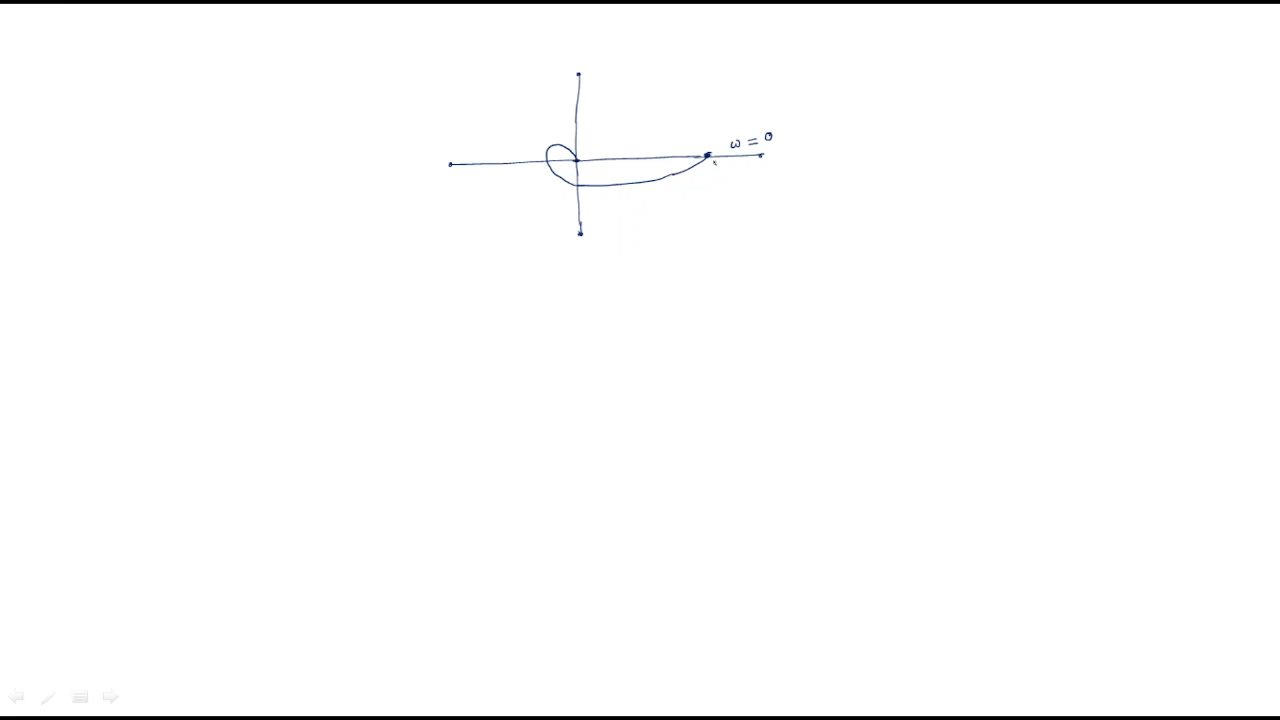 ω = 0